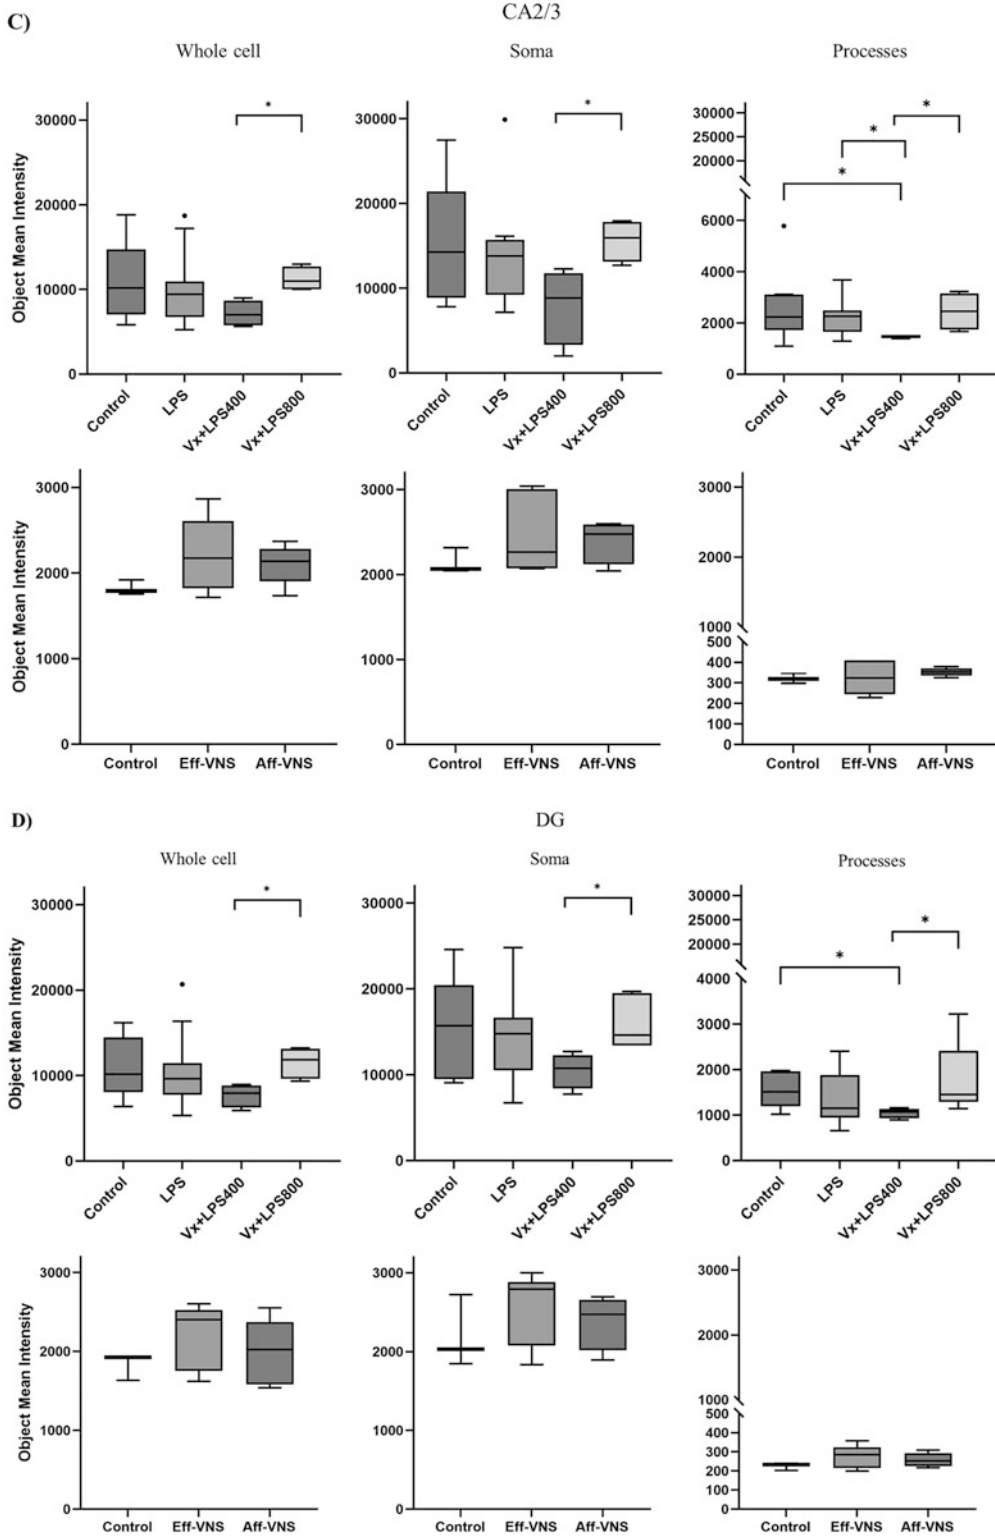 C)
CA2/3
Whole cell
Soma
Processes
Object Mean Intensity
30000
20000
10000
0
Control
LPS
Vx+LPS400
Vx+LPS800
*
30000
20000
10000
0
Control
LPS
Vx+LPS400
Vx+LPS800
*
30000
25000
20000
6000
4000
2000
0
Control
LPS
Vx+LPS400
Vx+LPS800
*
*
*
Object Mean Intensity
3000
2000
1000
0
Control Eff-VNS Aff-VNS
3000
2000
1000
0
Control Eff-VNS Aff-VNS
3000
2000
1000
500
400
300
200
100
0
Control Eff-VNS Aff-VNS
D)
DG
Whole cell
Soma
Processes
Object Mean Intensity
30000
20000
10000
0
Control
LPS
Vx+LPS400
Vx+LPS800
*
30000
20000
10000
0
Control
LPS
Vx+LPS400
Vx+LPS800
*
30000
25000
20000
4000
3000
2000
1000
0
Control
LPS
Vx+LPS400
Vx+LPS800
*
*
Object Mean Intensity
3000
2000
1000
0
Control Eff-VNS Aff-VNS
3000
2000
1000
0
Control Eff-VNS Aff-VNS
3000
2000
1000
500
400
300
200
100
0
Control Eff-VNS Aff-VNS